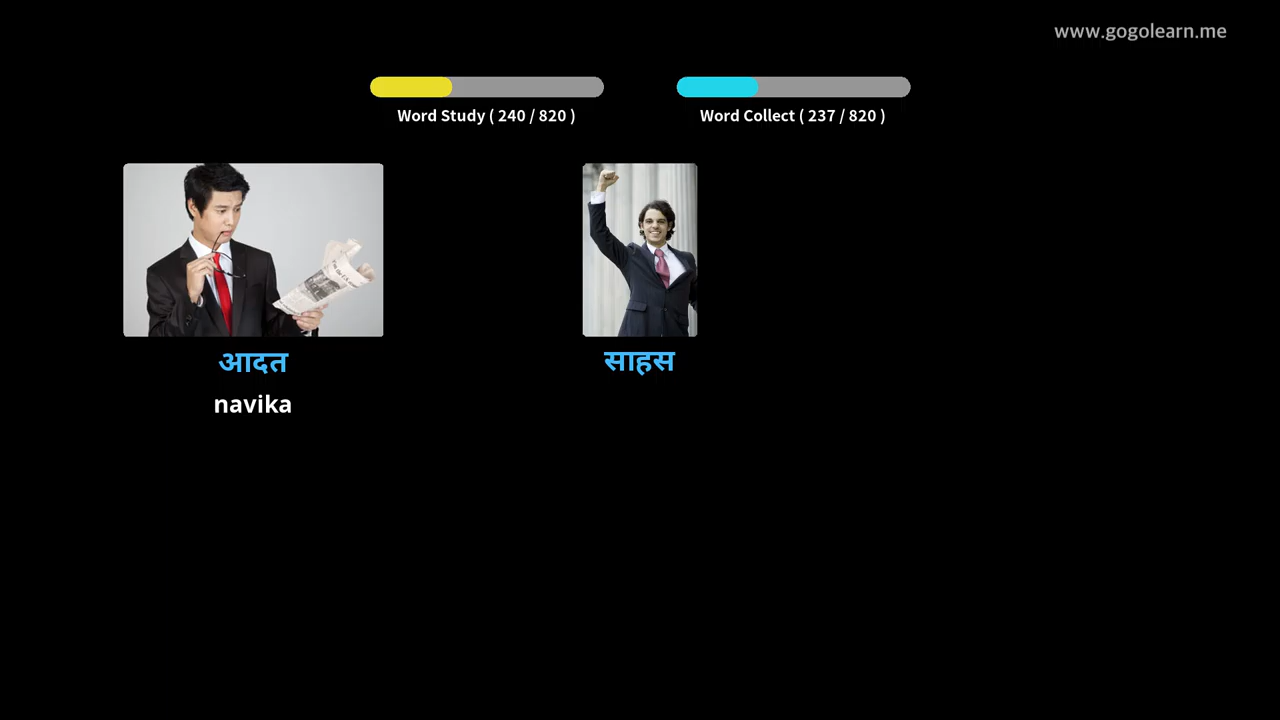 www.gogolearn.me
Word Study ( 240 / 820 )
Word Collect ( 237 / 820 )
आदत
साहस
navika